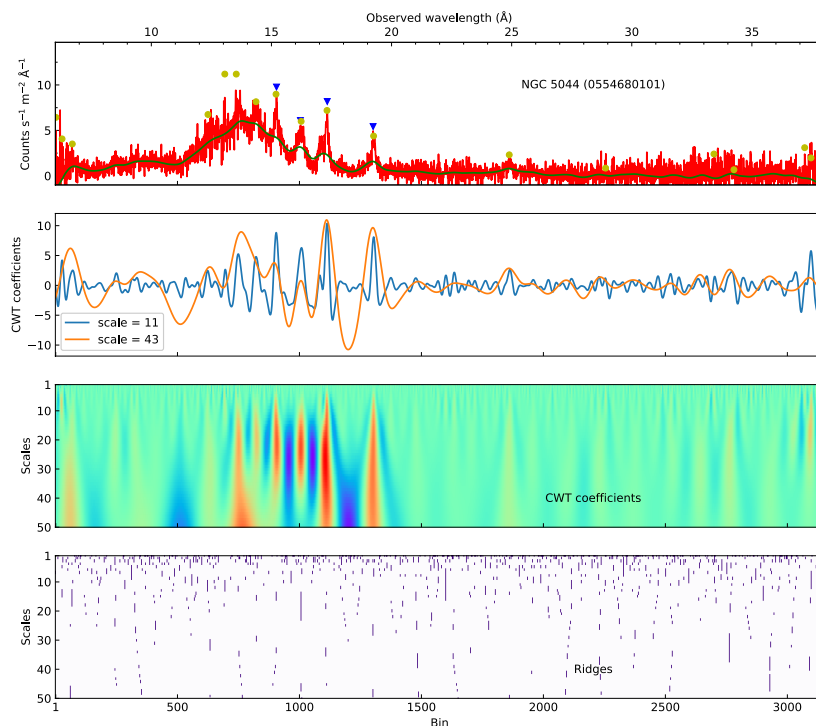 Observed wavelength (Å)
10 15 20 25 30 35
Counts s⁻¹ m⁻² Å⁻¹
10
5
0
NGC 5044 (0554680101)
CWT coefficients
10
5
0
−5
−10
scale = 11
scale = 43
Scales
1
10
20
30
40
50
CWT coefficients
Scales
1
10
20
30
40
50
Ridges
1 500 1000 1500 2000 2500 3000
Bin